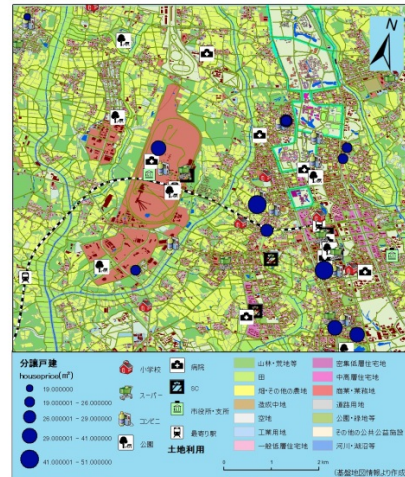 N
分譲戸建
houseprice(㎡)
19.000000
19.000001 - 26.000000
26.000001 - 29.000000
29.000001 - 41.000000
41.000001 - 51.000000
小学校
スーパー
コンビニ
公園
病院
SC
市役所・支所
最寄り駅
土地利用
山林・荒地等
田
畑・その他の農地
造成中地
空地
工業用地
一般低層住宅地
密集低層住宅地
中高層住宅地
商業・業務地
道路用地
公園・緑地等
その他の公共公益施設
河川・湖沼等
0 1 2 km
(基盤地図情報より作成)